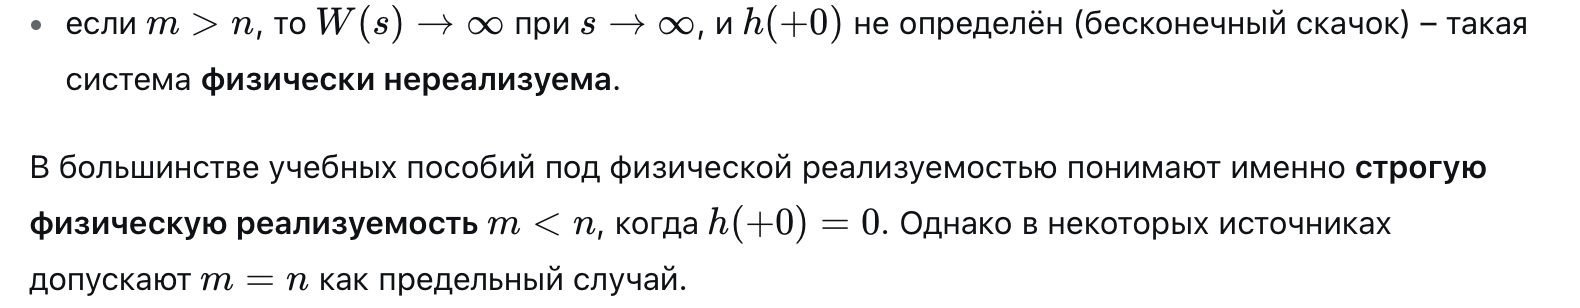 • если m > n, то W(s) → ∞ при s → ∞, и h(+0) не определён (бесконечный скачок) – такая
система физически нереализуема.
В большинстве учебных пособий под физической реализуемостью понимают именно строгую
физическую реализуемость m < n, когда h(+0) = 0. Однако в некоторых источниках
допускают m = n как предельный случай.